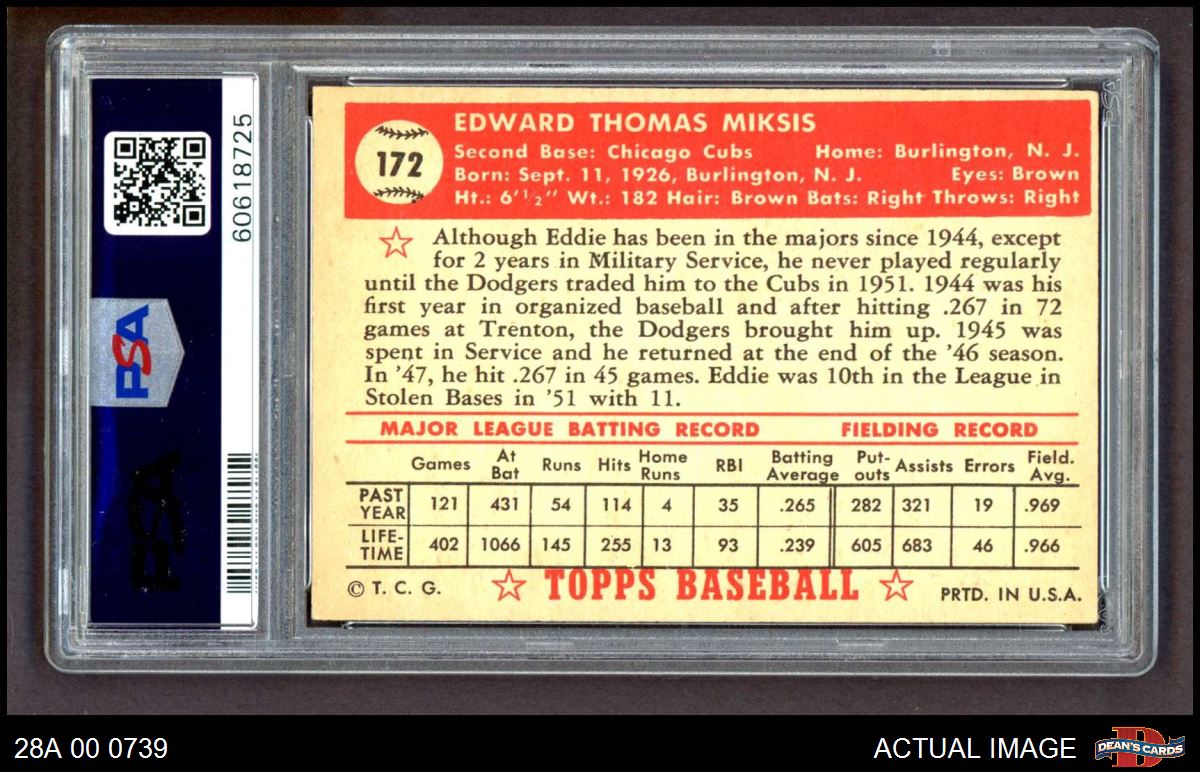 60618725
PSA
172
EDWARD THOMAS MIKSIS
Second Base: Chicago Cubs Home: Burlington, N. J.
Born: Sept. 11, 1926, Burlington, N. J. Eyes: Brown
Ht.: 6'1/2" Wt.: 182 Hair: Brown Bats: Right Throws: Right
Although Eddie has been in the majors since 1944, except
for 2 years in Military Service, he never played regularly
until the Dodgers traded him to the Cubs in 1951. 1944 was his
first year in organized baseball and after hitting .267 in 72
games at Trenton, the Dodgers brought him up. 1945 was
spent in Service and he returned at the end of the '46 season.
In '47, he hit .267 in 45 games. Eddie was 10th in the League in
Stolen Bases in '51 with 11.
MAJOR LEAGUE BATTING RECORD FIELDING RECORD
Games At Bat Runs Hits Home Runs RBI Batting Average Put-outs Assists Errors Field. Avg.
PAST YEAR 121 431 54 114 4 35 .265 282 321 19 .969
LIFE-TIME 402 1066 145 255 13 93 .239 605 683 46 .966
© T. C. G. TOPPS BASEBALL PRTD. IN U.S.A.
28A 00 0739
ACTUAL IMAGE
DEAN'S CARDS